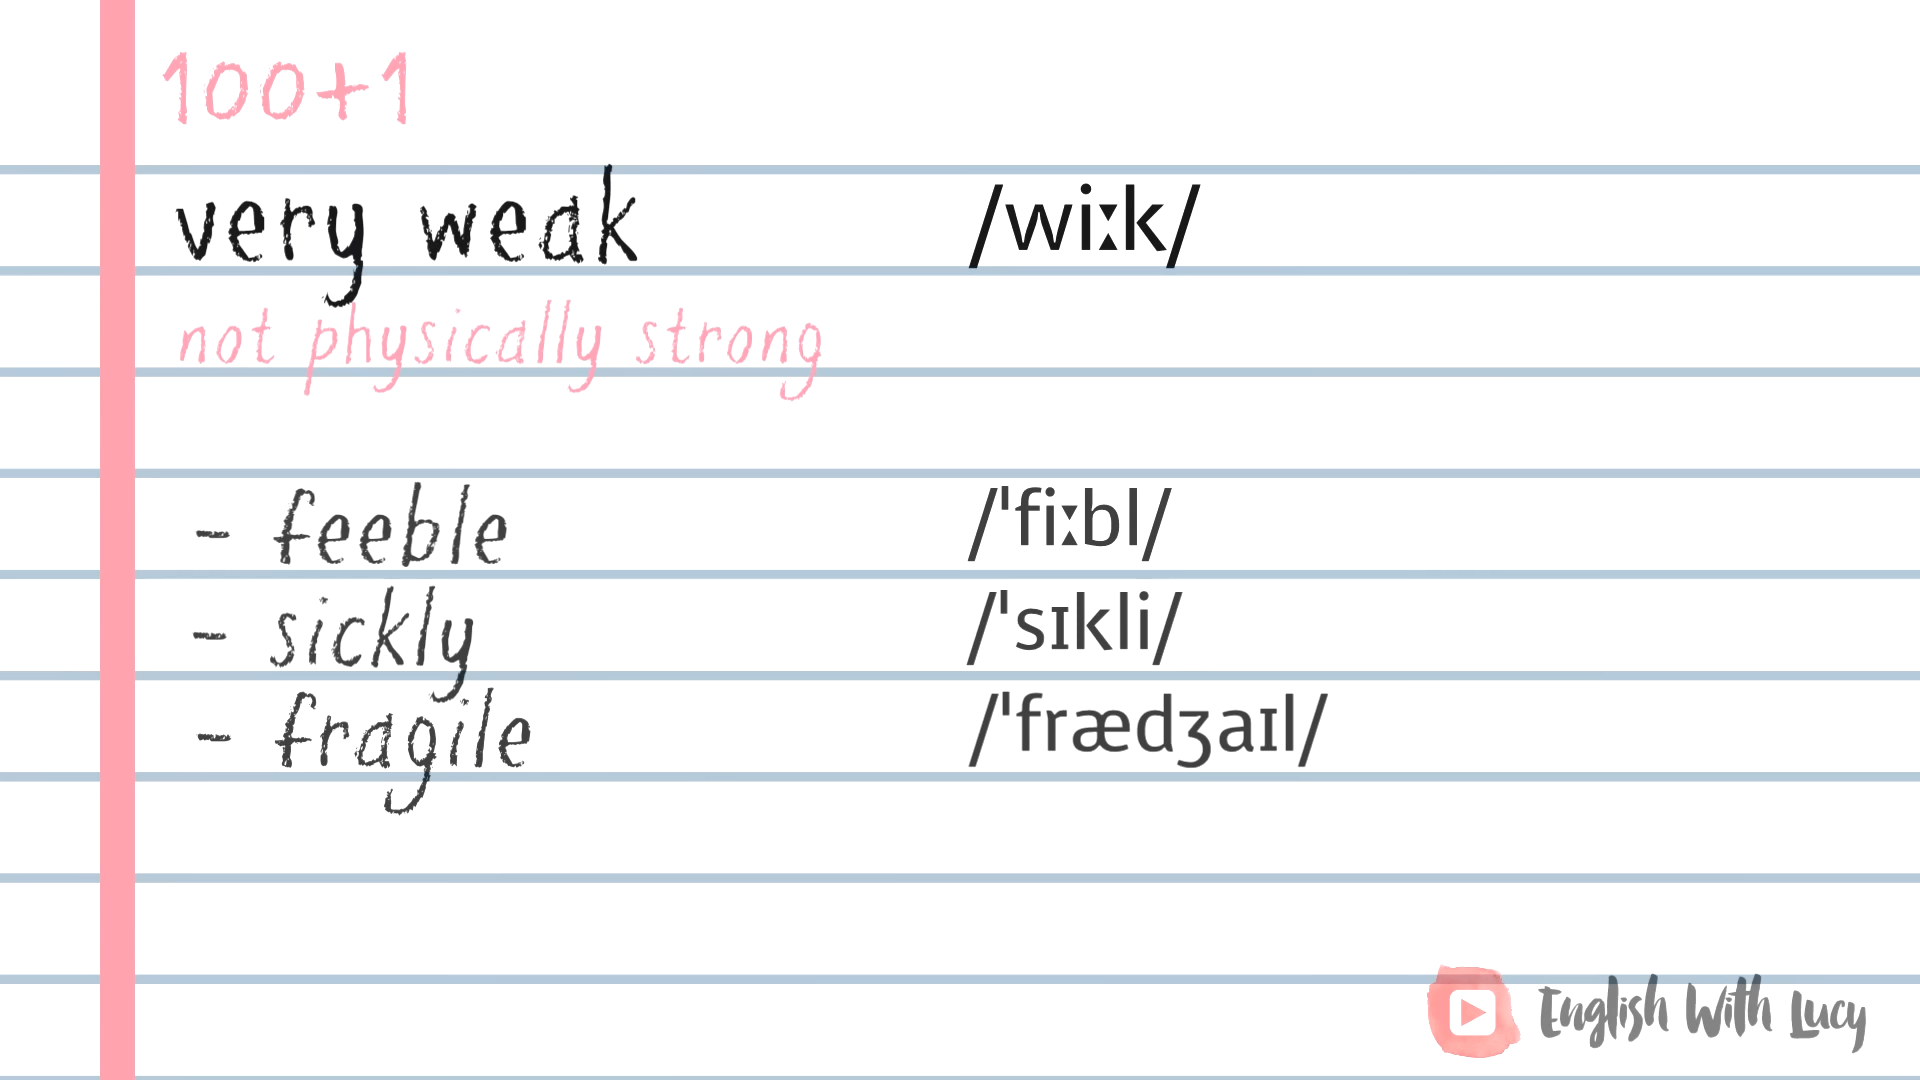 100+1
very weak /wiːk/
not physically strong
- feeble /ˈfiːbl/
- sickly /ˈsɪkli/
- fragile /ˈfrædʒaɪl/
English With Lucy